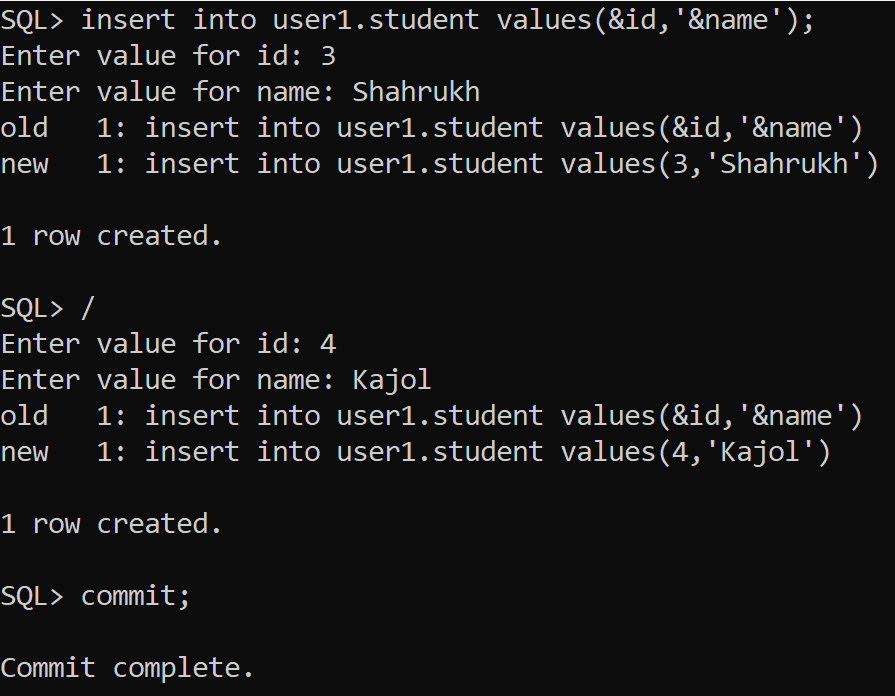 SQL> insert into user1.student values(&id,'&name');
Enter value for id: 3
Enter value for name: Shahrukh
old   1: insert into user1.student values(&id,'&name')
new   1: insert into user1.student values(3,'Shahrukh')
1 row created.
SQL> /
Enter value for id: 4
Enter value for name: Kajol
old   1: insert into user1.student values(&id,'&name')
new   1: insert into user1.student values(4,'Kajol')
1 row created.
SQL> commit;
Commit complete.